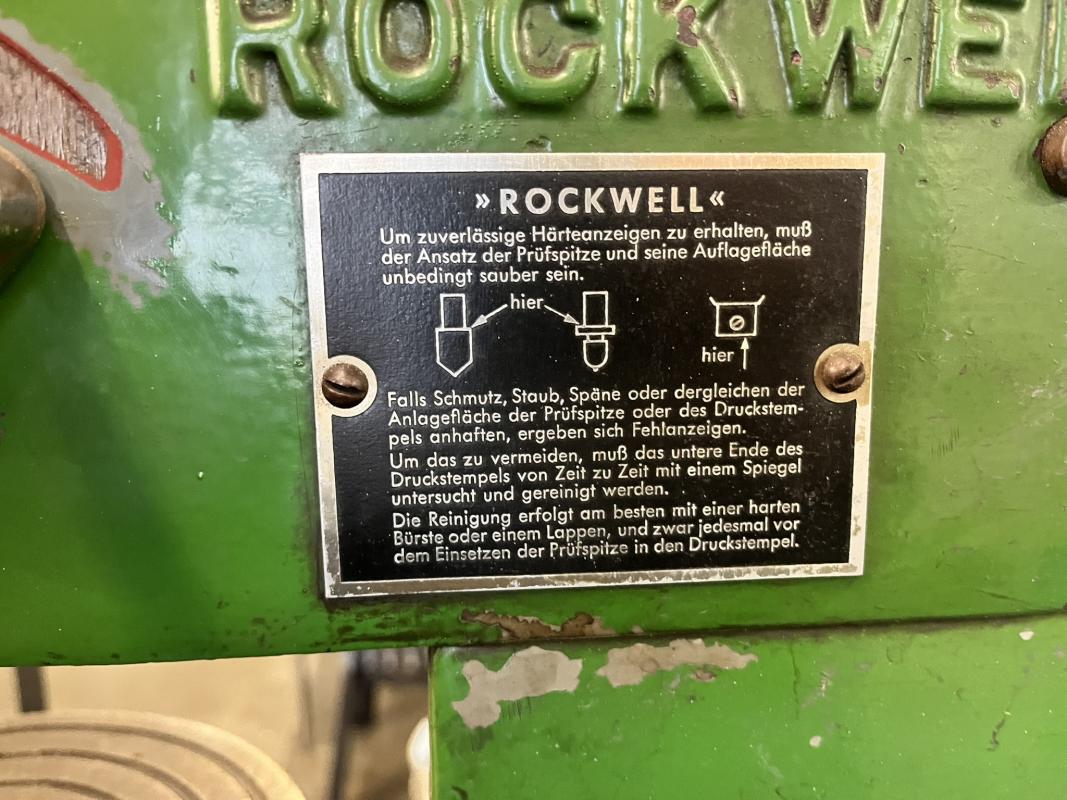 ROCKWEL
»ROCKWELL«
Um zuverlässige Härteanzeigen zu erhalten, muß
der Ansatz der Prüfspitze und seine Auflagefläche
unbedingt sauber sein.
hier
hier
Falls Schmutz, Staub, Späne oder dergleichen der
Anlagefläche der Prüfspitze oder des Druckstem-
pels anhaften, ergeben sich Fehlanzeigen.
Um das zu vermeiden, muß das untere Ende des
Druckstempels von Zeit zu Zeit mit einem Spiegel
untersucht und gereinigt werden.
Die Reinigung erfolgt am besten mit einer harten
Bürste oder einem Lappen, und zwar jedesmal vor
dem Einsetzen der Prüfspitze in den Druckstempel.